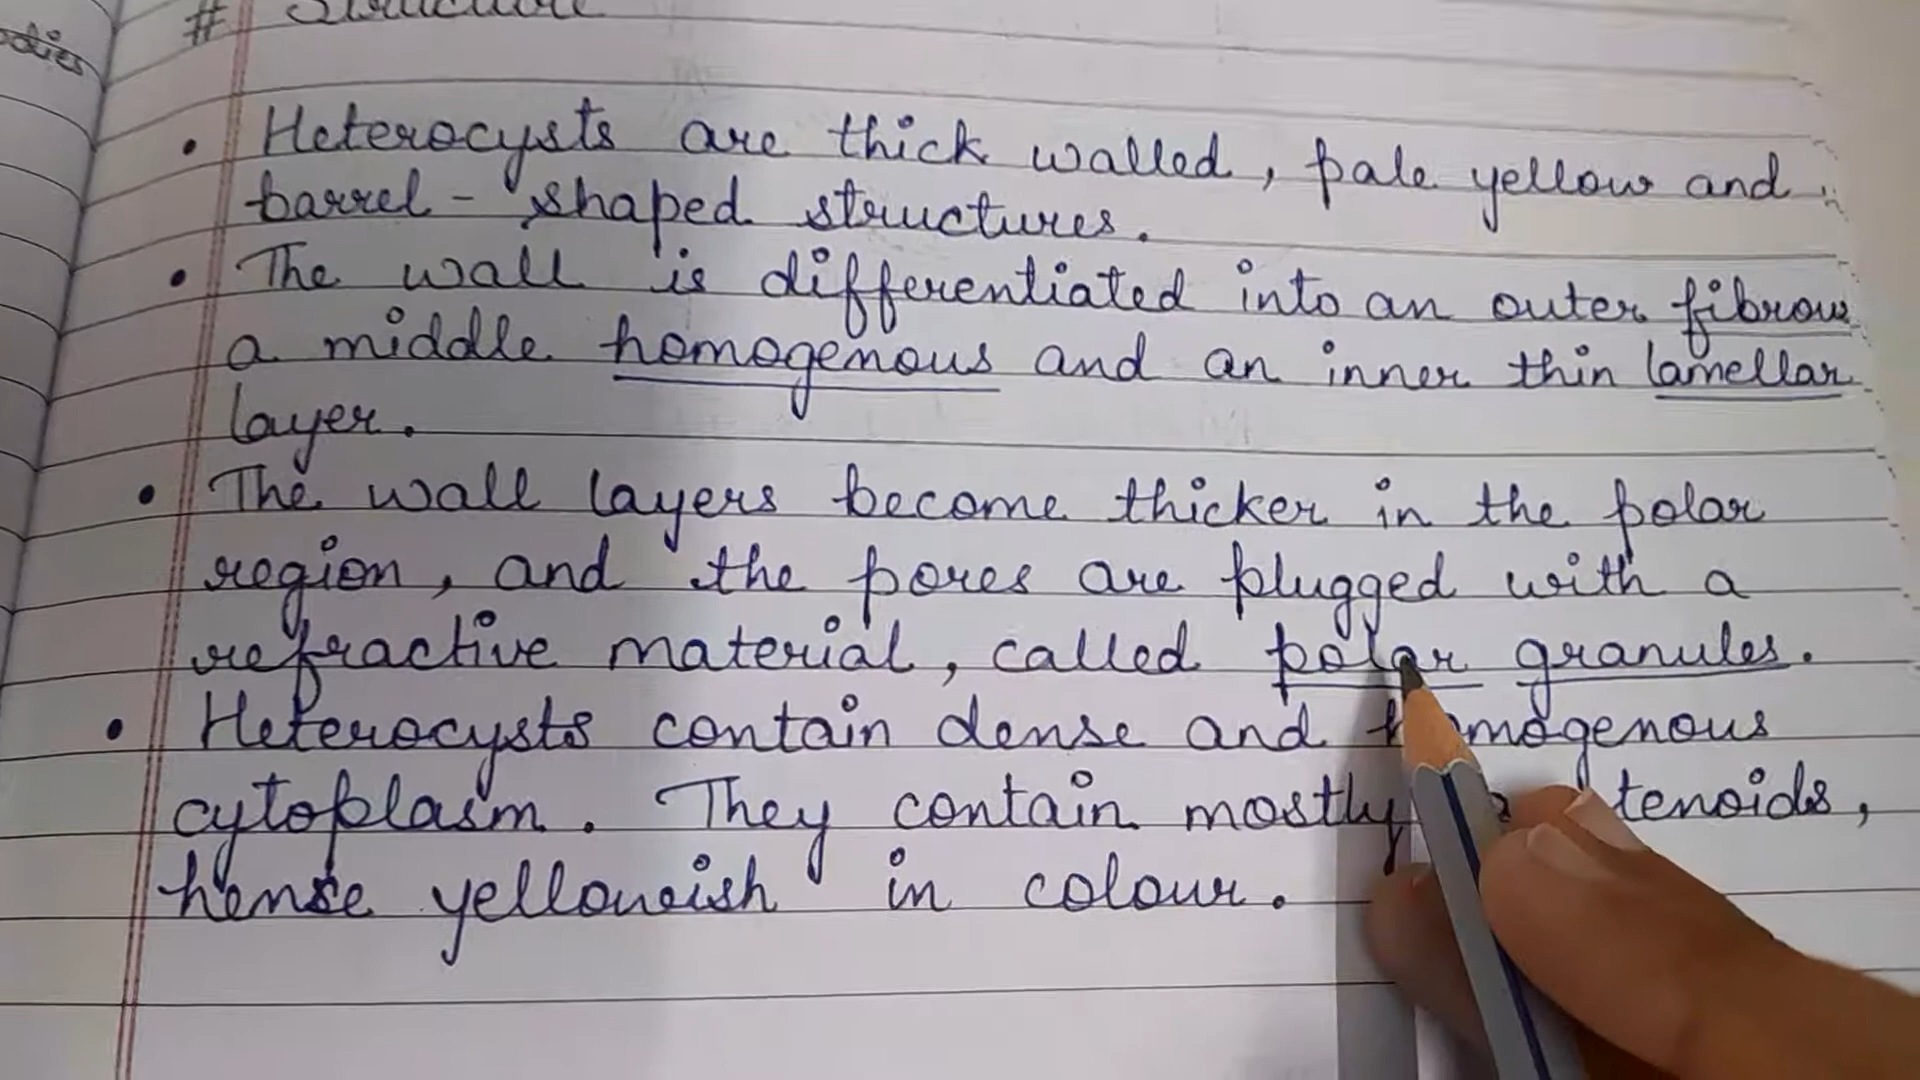 # Structure
• Heterocysts are thick walled, pale yellow and
barrel - shaped structures.
• The wall is differentiated into an outer fibrous
a middle homogenous and an inner thin lamellar
layer.
• The wall layers become thicker in the polar
region, and the pores are plugged with a
refractive material, called polar granules.
• Heterocysts contain dense and
cytoplasm. They contain mostly
hense yellowish in colour.